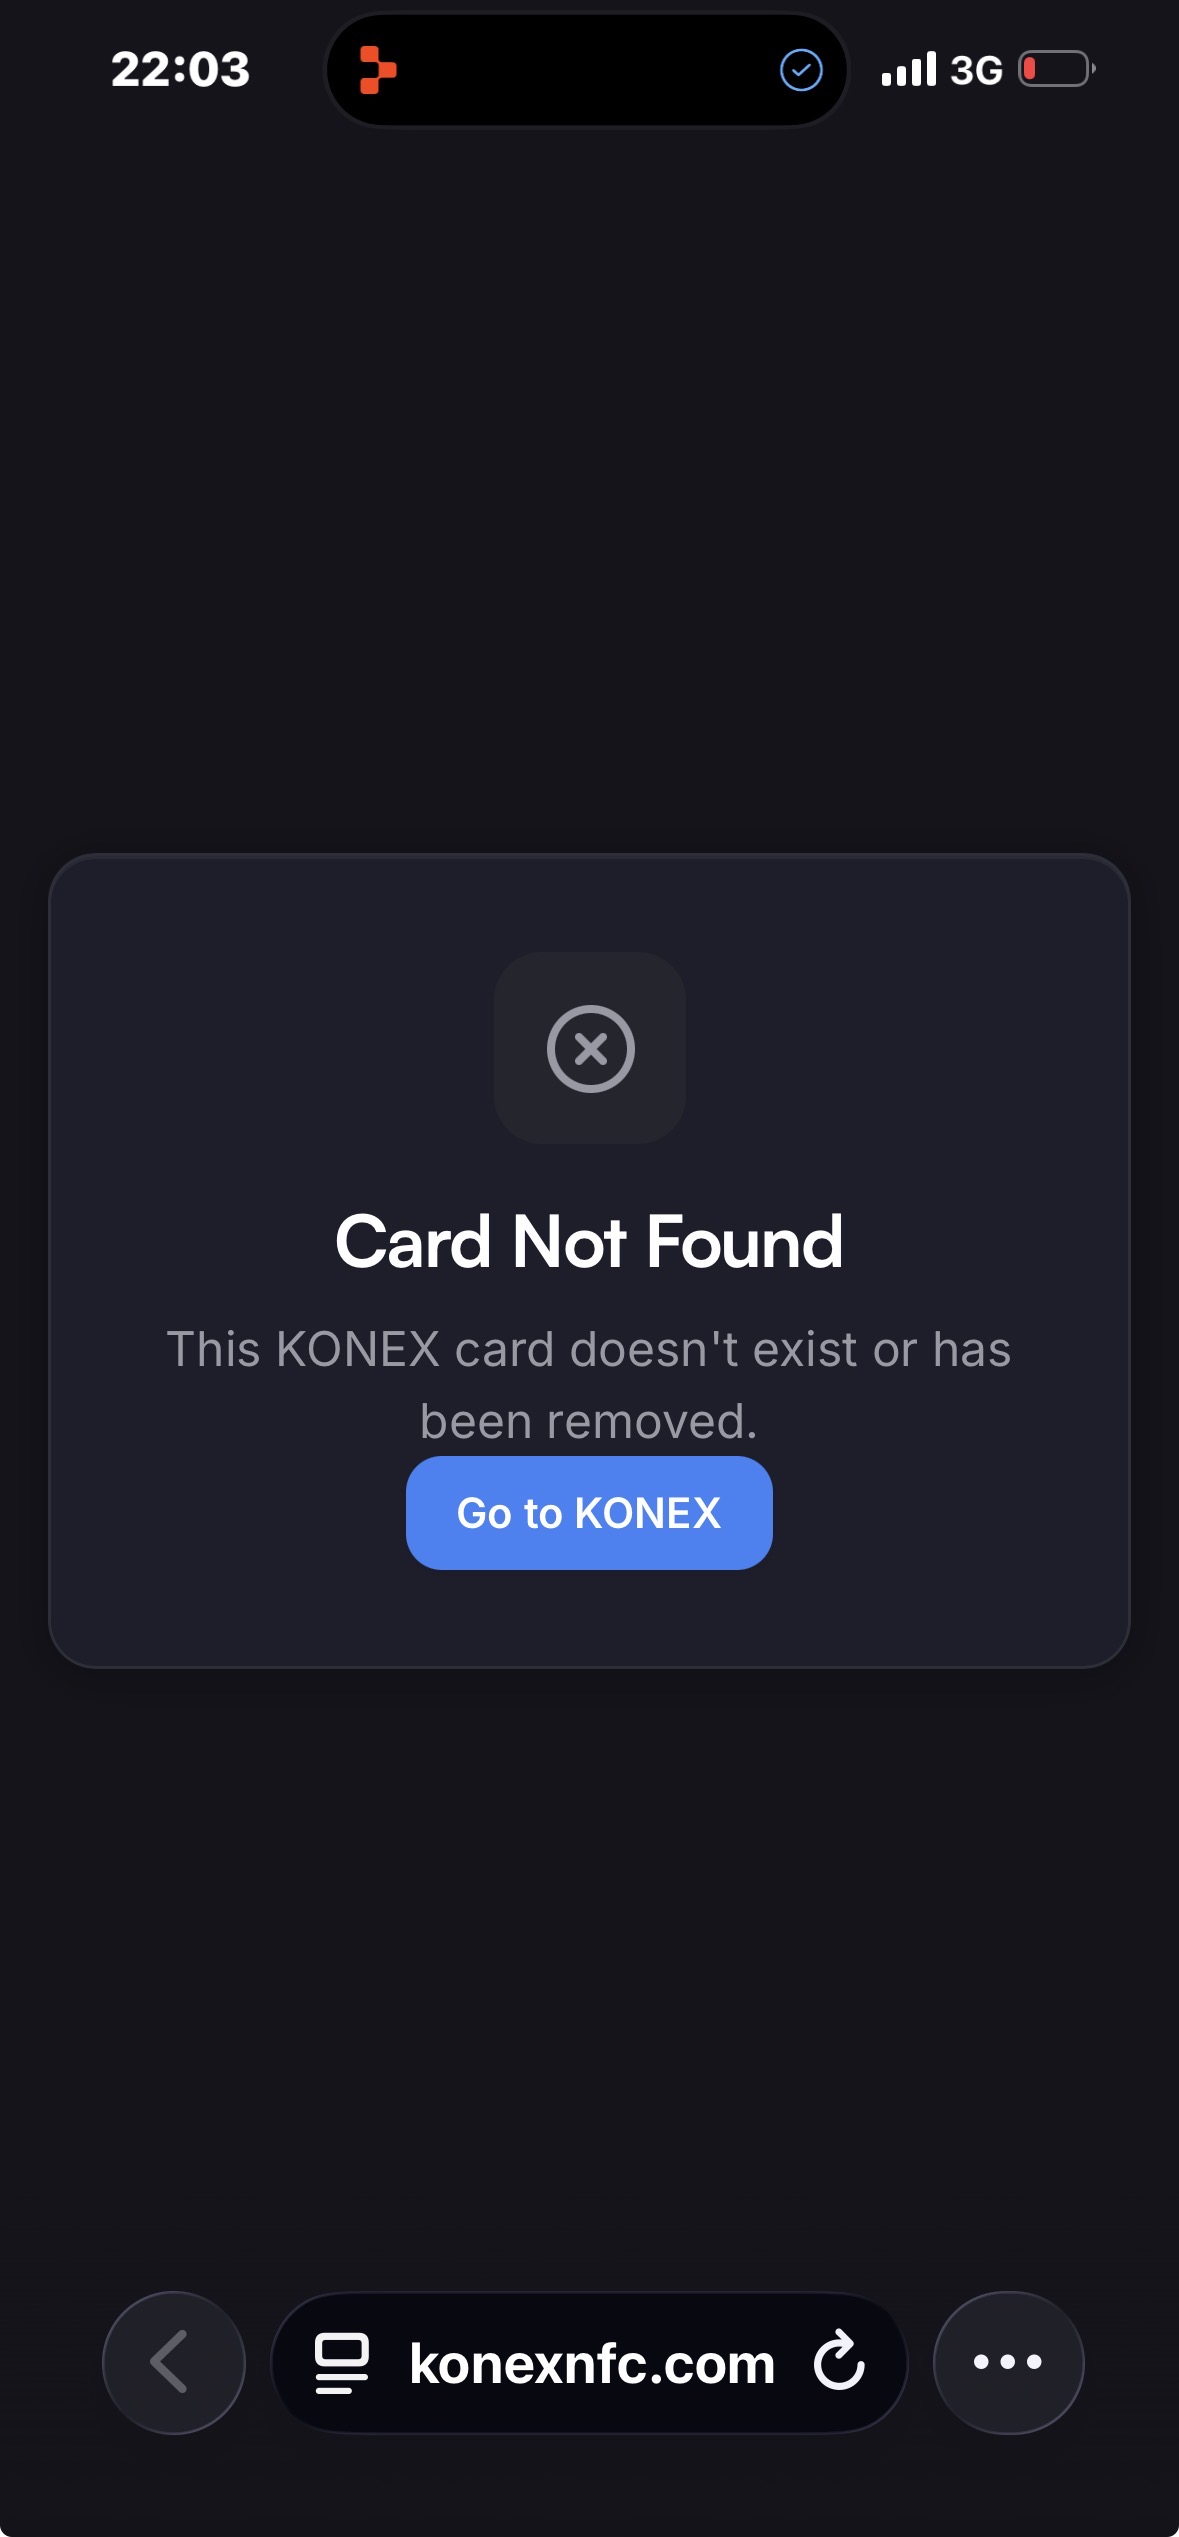 22:03
3G
Card Not Found
This KONEX card doesn't exist or has
been removed.
Go to KONEX
konexnfc.com